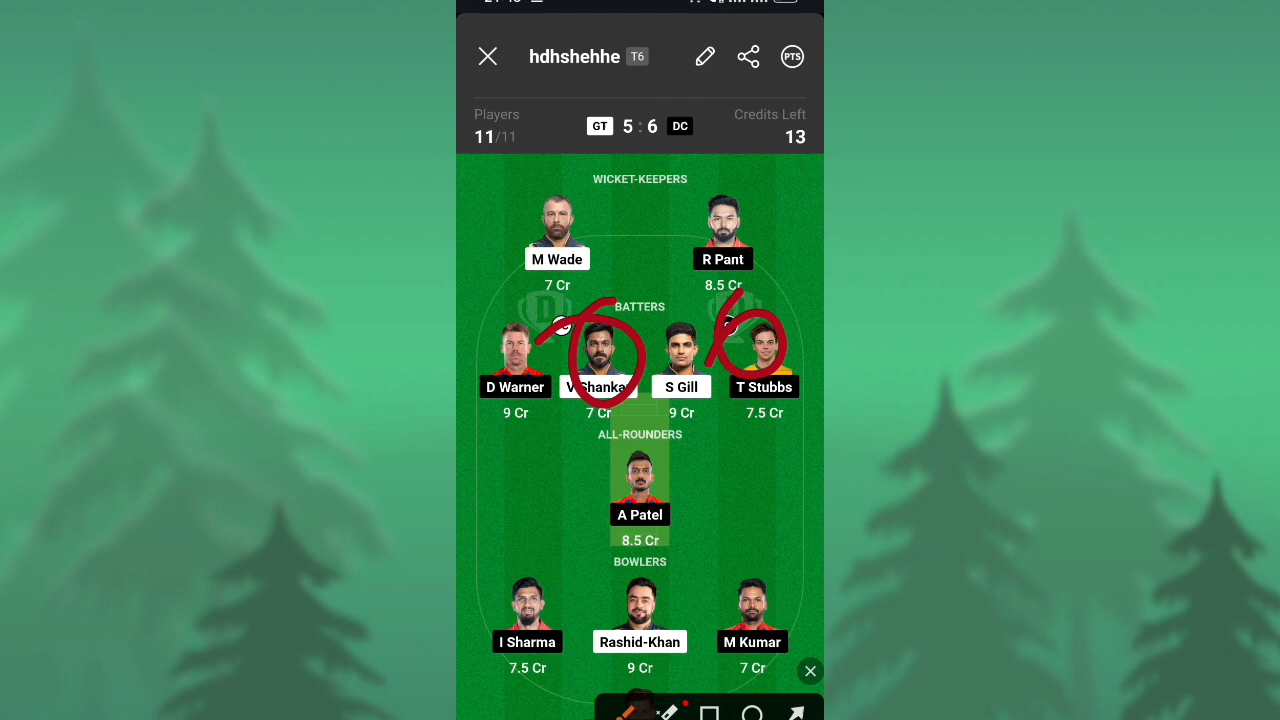 hdhshehhe T6 PTS
Players Credits Left
11/11 GT 5 : 6 DC 13
WICKET-KEEPERS
M Wade R Pant
7 Cr 8.5 Cr
BATTERS
D Warner V Shankar S Gill T Stubbs
9 Cr 7 Cr 9 Cr 7.5 Cr
ALL-ROUNDERS
A Patel
8.5 Cr
BOWLERS
I Sharma Rashid-Khan M Kumar
7.5 Cr 9 Cr 7 Cr